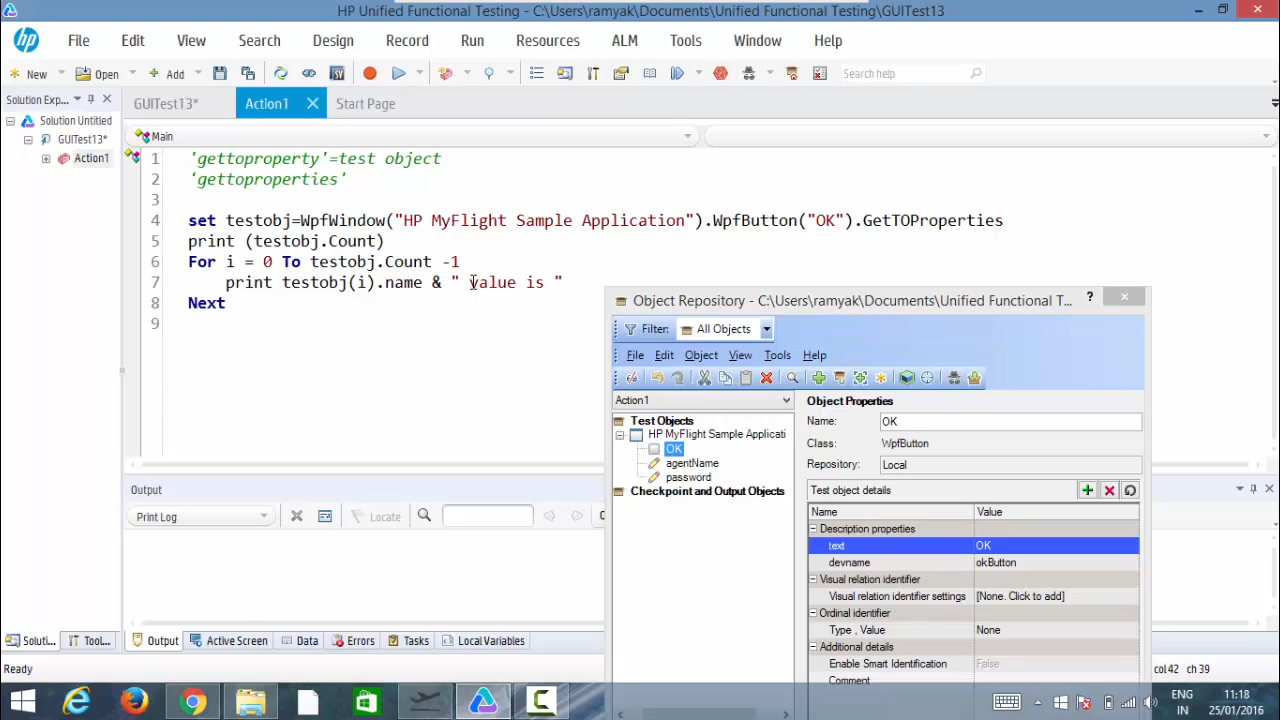 HP Unified Functional Testing - C:\Users\ramyak\Documents\Unified Functional Testing\GUITest13
hp File Edit View Search Design Record Run Resources ALM Tools Window Help
New Open Add Search help
Solution Exp... GUITest13* Action1 Start Page
Solution Untitled
GUITest13*
Action1
Main
1 'gettoproperty'=test object
2 'gettoproperties'
3
4 set testobj=WpfWindow("HP MyFlight Sample Application").WpfButton("OK").GetTOProperties
5 print (testobj.Count)
6 For i = 0 To testobj.Count -1
7 print testobj(i).name & " value is "
8 Next
9
Object Repository - C:\Users\ramyak\Documents\Unified Functional T... ?
Filter: All Objects
File Edit Object View Tools Help
Action1
Test Objects
HP MyFlight Sample Applicati
OK
agentName
password
Checkpoint and Output Objects
Object Properties
Name: OK
Class: WpfButton
Repository: Local
Test object details
Name Value
Description properties
text OK
devname okButton
Visual relation identifier
Visual relation identifier settings [None. Click to add]
Ordinal identifier
Type , Value None
Additional details
Enable Smart Identification False
Comment
Output
Print Log Locate
Soluti... Tool... Output Active Screen Data Errors Tasks Local Variables
Ready col42 ch 39
ENG 11:18
IN 25/01/2016